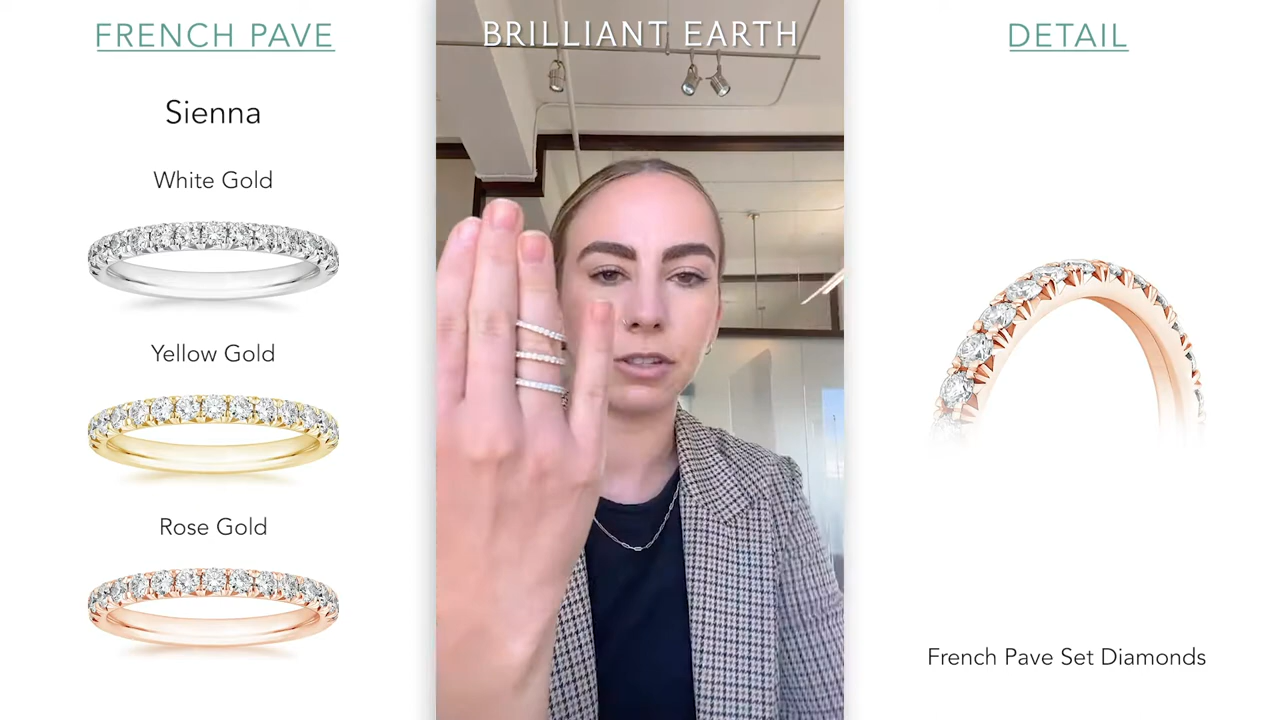 FRENCH PAVE
Sienna
White Gold
Yellow Gold
Rose Gold
BRILLIANT EARTH
DETAIL
French Pave Set Diamonds